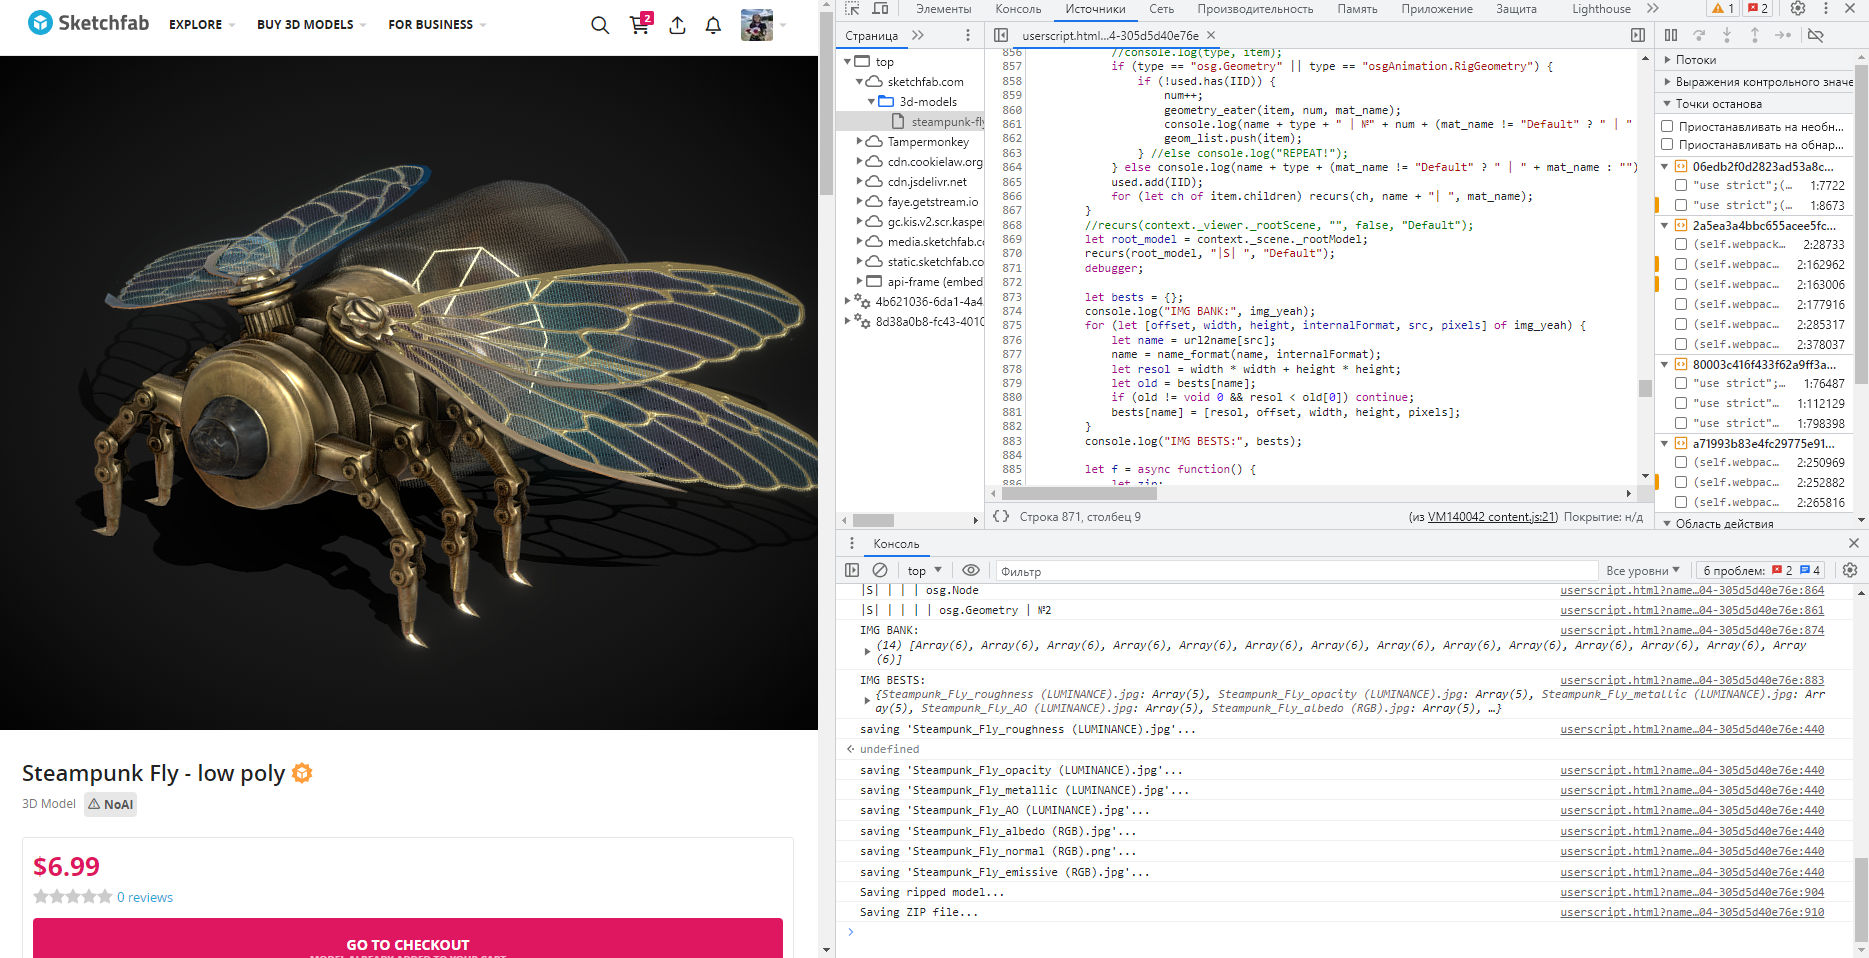 Sketchfab
EXPLORE
BUY 3D MODELS
FOR BUSINESS
2
Steampunk Fly - low poly
3D Model
NoAI
$6.99
0 reviews
GO TO CHECKOUT
MODEL ALREADY ADDED TO YOUR CART
Элементы
Консоль
Источники
Сеть
Производительность
Память
Приложение
Защита
Lighthouse
1
2
Страница
top
sketchfab.com
3d-models
steampunk-fly
Tampermonkey
cdn.cookielaw.org
cdn.jsdelivr.net
faye.getstream.io
gc.kis.v2.scr.kasper
media.sketchfab.co
static.sketchfab.co
api-frame (embed
4b621036-6da1-4a4
8d38a0b8-fc43-4010
userscript.html…4-305d5d40e76e
856 //console.log(type, item);
857 if (type == "osg.Geometry" || type == "osgAnimation.RigGeometry") {
858 if (!used.has(IID)) {
859 num++;
860 geometry_eater(item, num, mat_name);
861 console.log(name + type + " | №" + num + (mat_name != "Default" ? " | "
862 geom_list.push(item);
863 } //else console.log("REPEAT!");
864 } else console.log(name + type + (mat_name != "Default" ? " | " + mat_name : "")
865 used.add(IID);
866 for (let ch of item.children) recurs(ch, name + "| ", mat_name);
867 }
868 //recurs(context._viewer._rootScene, "", false, "Default");
869 let root_model = context._scene._rootModel;
870 recurs(root_model, "|S| ", "Default");
871 debugger;
872
873 let bests = {};
874 console.log("IMG BANK:", img_yeah);
875 for (let [offset, width, height, internalFormat, src, pixels] of img_yeah) {
876 let name = url2name[src];
877 name = name_format(name, internalFormat);
878 let resol = width * width + height * height;
879 let old = bests[name];
880 if (old != void 0 && resol < old[0]) continue;
881 bests[name] = [resol, offset, width, height, pixels];
882 }
883 console.log("IMG BESTS:", bests);
884
885 let f = async function() {
886 let zip;
{} Строка 871, столбец 9
(из VM140042 content.js:21) Покрытие: н/д
Потоки
Выражения контрольного значе
Точки останова
Приостанавливать на необн...
Приостанавливать на обнар...
06edb2f0d2823ad53a8c...
"use strict";(… 1:7722
"use strict";(… 1:8673
2a5ea3a4bbc655acee5fc...
(self.webpack… 2:28733
(self.webpac… 2:162962
(self.webpac… 2:163006
(self.webpac… 2:177916
(self.webpac… 2:285317
(self.webpac… 2:378037
80003c416f433f62a9ff3a...
"use strict";… 1:76487
"use strict"… 1:112129
"use strict"… 1:798398
a71993b83e4fc29775e91...
(self.webpac… 2:250969
(self.webpac… 2:252882
(self.webpac… 2:265816
Область действия
Консоль
top
Фильтр
Все уровни
6 проблем: 2 4
|S| | | | osg.Node userscript.html?name…04-305d5d40e76e:864
|S| | | | | osg.Geometry | №2 userscript.html?name…04-305d5d40e76e:861
IMG BANK: userscript.html?name…04-305d5d40e76e:874
(14) [Array(6), Array(6), Array(6), Array(6), Array(6), Array(6), Array(6), Array(6), Array(6), Array(6), Array(6), Array(6), Array(6), Array
(6)]
IMG BESTS: userscript.html?name…04-305d5d40e76e:883
{Steampunk_Fly_roughness (LUMINANCE).jpg: Array(5), Steampunk_Fly_opacity (LUMINANCE).jpg: Array(5), Steampunk_Fly_metallic (LUMINANCE).jpg: Arr
ay(5), Steampunk_Fly_AO (LUMINANCE).jpg: Array(5), Steampunk_Fly_albedo (RGB).jpg: Array(5), …}
saving 'Steampunk_Fly_roughness (LUMINANCE).jpg'... userscript.html?name…04-305d5d40e76e:440
undefined
saving 'Steampunk_Fly_opacity (LUMINANCE).jpg'... userscript.html?name…04-305d5d40e76e:440
saving 'Steampunk_Fly_metallic (LUMINANCE).jpg'... userscript.html?name…04-305d5d40e76e:440
saving 'Steampunk_Fly_AO (LUMINANCE).jpg'... userscript.html?name…04-305d5d40e76e:440
saving 'Steampunk_Fly_albedo (RGB).jpg'... userscript.html?name…04-305d5d40e76e:440
saving 'Steampunk_Fly_normal (RGB).png'... userscript.html?name…04-305d5d40e76e:440
saving 'Steampunk_Fly_emissive (RGB).jpg'... userscript.html?name…04-305d5d40e76e:440
Saving ripped model... userscript.html?name…04-305d5d40e76e:904
Saving ZIP file... userscript.html?name…04-305d5d40e76e:910